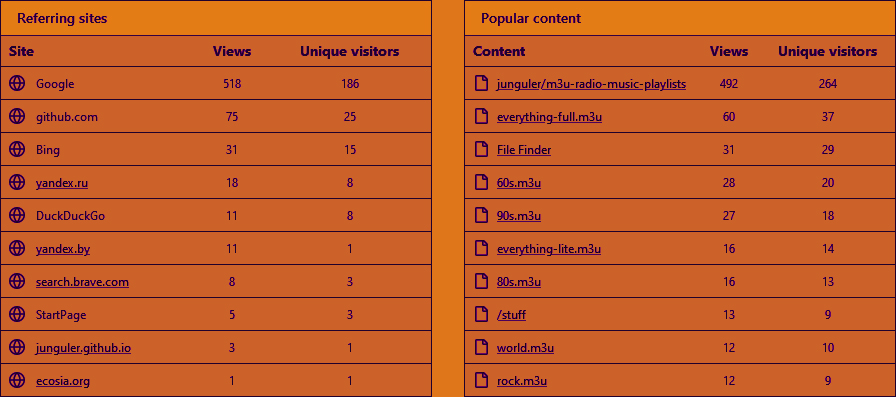 Referring sites
Site Views Unique visitors
Google 518 186
github.com 75 25
Bing 31 15
yandex.ru 18 8
DuckDuckGo 11 8
yandex.by 11 1
search.brave.com 8 3
StartPage 5 3
junguler.github.io 3 1
ecosia.org 1 1
Popular content
Content Views Unique visitors
junguler/m3u-radio-music-playlists 492 264
everything-full.m3u 60 37
File Finder 31 29
60s.m3u 28 20
90s.m3u 27 18
everything-lite.m3u 16 14
80s.m3u 16 13
/stuff 13 9
world.m3u 12 10
rock.m3u 12 9